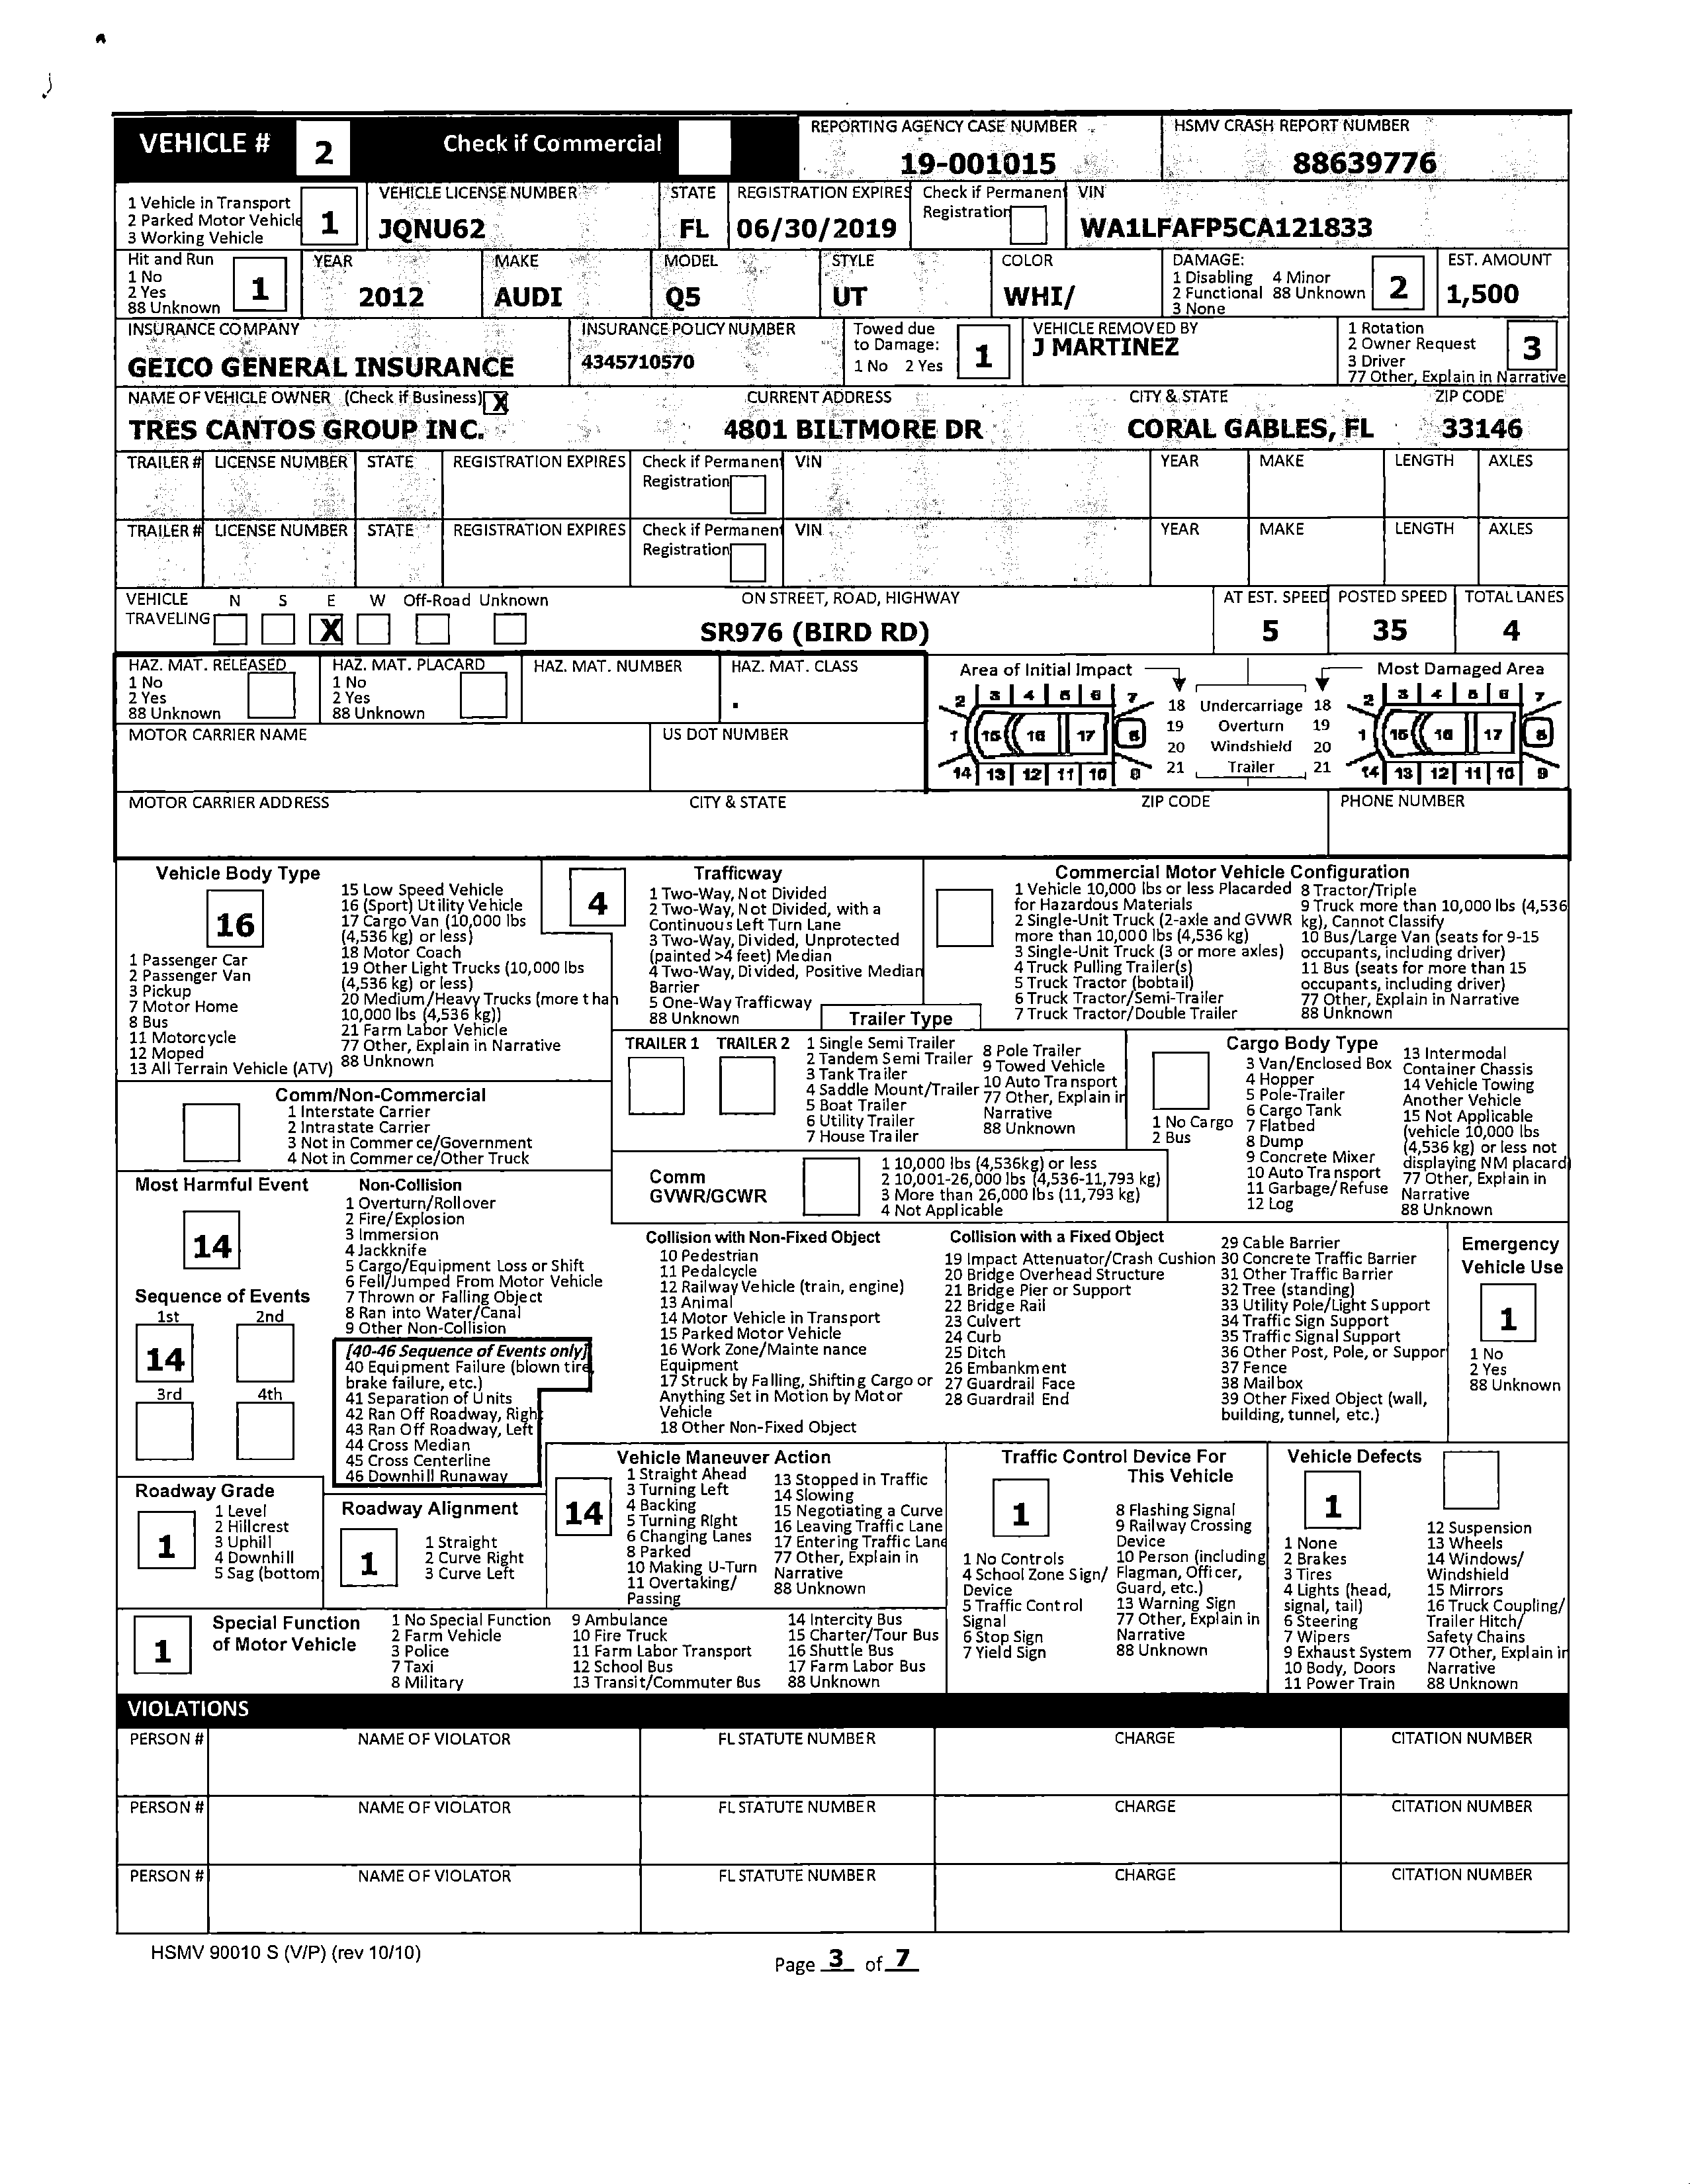 VEHICLE # 2 Check if Commercial
REPORTING AGENCY CASE NUMBER
19-001015
HSMV CRASH REPORT NUMBER
88639776
1 Vehicle in Transport
2 Parked Motor Vehicle
3 Working Vehicle
1
VEHICLE LICENSE NUMBER
JQNU62
STATE
FL
REGISTRATION EXPIRES
06/30/2019
Check if Permanent
Registration
VIN
WA1LFAFP5CA121833
Hit and Run
1 No
2 Yes
88 Unknown
1
YEAR
2012
MAKE
AUDI
MODEL
Q5
STYLE
UT
COLOR
WHI/
DAMAGE:
1 Disabling 4 Minor
2 Functional 88 Unknown
3 None
2
EST. AMOUNT
1,500
INSURANCE COMPANY
GEICO GENERAL INSURANCE
INSURANCE POLICY NUMBER
4345710570
Towed due
to Damage:
1 No 2 Yes
1
VEHICLE REMOVED BY
J MARTINEZ
1 Rotation
2 Owner Request
3 Driver
77 Other, Explain in Narrative
3
NAME OF VEHICLE OWNER (Check if Business) X
TRES CANTOS GROUP INC.
CURRENT ADDRESS
4801 BILTMORE DR
CITY & STATE
CORAL GABLES, FL
ZIP CODE
33146
TRAILER # LICENSE NUMBER STATE REGISTRATION EXPIRES Check if Permanent VIN YEAR MAKE LENGTH AXLES
Registration
TRAILER # LICENSE NUMBER STATE REGISTRATION EXPIRES Check if Permanent VIN YEAR MAKE LENGTH AXLES
Registration
VEHICLE N S E W Off-Road Unknown
TRAVELING X
ON STREET, ROAD, HIGHWAY
SR976 (BIRD RD)
AT EST. SPEED
5
POSTED SPEED
35
TOTAL LANES
4
HAZ. MAT. RELEASED
1 No
2 Yes
88 Unknown
HAZ. MAT. PLACARD
1 No
2 Yes
88 Unknown
HAZ. MAT. NUMBER
HAZ. MAT. CLASS
MOTOR CARRIER NAME
US DOT NUMBER
Area of Initial Impact
Most Damaged Area
2 3 4 5 6 7
1 15 16 17 8
14 13 12 11 10 9
18 Undercarriage 18
19 Overturn 19
20 Windshield 20
21 Trailer 21
2 3 4 5 6 7
1 15 16 17 8
14 13 12 11 10 9
MOTOR CARRIER ADDRESS
CITY & STATE
ZIP CODE
PHONE NUMBER
Vehicle Body Type
16
1 Passenger Car
2 Passenger Van
3 Pickup
7 Motor Home
8 Bus
11 Motorcycle
12 Moped
13 All Terrain Vehicle (ATV)
15 Low Speed Vehicle
16 (Sport) Utility Vehicle
17 Cargo Van (10,000 lbs
(4,536 kg) or less)
18 Motor Coach
19 Other Light Trucks (10,000 lbs
(4,536 kg) or less)
20 Medium/Heavy Trucks (more than
10,000 lbs (4,536 kg))
21 Farm Labor Vehicle
77 Other, Explain in Narrative
88 Unknown
4
Trafficway
1 Two-Way, Not Divided
2 Two-Way, Not Divided, with a
Continuous Left Turn Lane
3 Two-Way, Divided, Unprotected
(painted >4 feet) Median
4 Two-Way, Divided, Positive Median
Barrier
5 One-Way Trafficway
88 Unknown
Commercial Motor Vehicle Configuration
1 Vehicle 10,000 lbs or less Placarded
for Hazardous Materials
2 Single-Unit Truck (2-axle and GVWR
more than 10,000 lbs (4,536 kg)
3 Single-Unit Truck (3 or more axles)
4 Truck Pulling Trailer(s)
5 Truck Tractor (bobtail)
6 Truck Tractor/Semi-Trailer
7 Truck Tractor/Double Trailer
8 Tractor/Triple
9 Truck more than 10,000 lbs (4,536
kg), Cannot Classify
10 Bus/Large Van (seats for 9-15
occupants, including driver)
11 Bus (seats for more than 15
occupants, including driver)
77 Other, Explain in Narrative
88 Unknown
Trailer Type
TRAILER 1 TRAILER 2
1 Single Semi Trailer
2 Tandem Semi Trailer
3 Tank Trailer
4 Saddle Mount/Trailer
5 Boat Trailer
6 Utility Trailer
7 House Trailer
8 Pole Trailer
9 Towed Vehicle
10 Auto Transport
77 Other, Explain in
Narrative
88 Unknown
Cargo Body Type
1 No Cargo
2 Bus
3 Van/Enclosed Box
4 Hopper
5 Pole-Trailer
6 Cargo Tank
7 Flatbed
8 Dump
9 Concrete Mixer
10 Auto Transport
11 Garbage/Refuse
12 Log
13 Intermodal
Container Chassis
14 Vehicle Towing
Another Vehicle
15 Not Applicable
(vehicle 10,000 lbs
(4,536 kg) or less not
displaying NM placard)
77 Other, Explain in
Narrative
88 Unknown
Comm/Non-Commercial
1 Interstate Carrier
2 Intrastate Carrier
3 Not in Commerce/Government
4 Not in Commerce/Other Truck
Comm
GVWR/GCWR
1 10,000 lbs (4,536kg) or less
2 10,001-26,000 lbs (4,536-11,793 kg)
3 More than 26,000 lbs (11,793 kg)
4 Not Applicable
Most Harmful Event
14
Sequence of Events
1st 2nd
14
3rd 4th
Non-Collision
1 Overturn/Rollover
2 Fire/Explosion
3 Immersion
4 Jackknife
5 Cargo/Equipment Loss or Shift
6 Fell/Jumped From Motor Vehicle
7 Thrown or Falling Object
8 Ran into Water/Canal
9 Other Non-Collision
[40-46 Sequence of Events only]
40 Equipment Failure (blown tire,
brake failure, etc.)
41 Separation of Units
42 Ran Off Roadway, Right
43 Ran Off Roadway, Left
44 Cross Median
45 Cross Centerline
46 Downhill Runaway
Collision with Non-Fixed Object
10 Pedestrian
11 Pedalcycle
12 Railway Vehicle (train, engine)
13 Animal
14 Motor Vehicle in Transport
15 Parked Motor Vehicle
16 Work Zone/Maintenance
Equipment
17 Struck by Falling, Shifting Cargo or
Anything Set in Motion by Motor
Vehicle
18 Other Non-Fixed Object
Collision with a Fixed Object
19 Impact Attenuator/Crash Cushion
20 Bridge Overhead Structure
21 Bridge Pier or Support
22 Bridge Rail
23 Culvert
24 Curb
25 Ditch
26 Embankment
27 Guardrail Face
28 Guardrail End
29 Cable Barrier
30 Concrete Traffic Barrier
31 Other Traffic Barrier
32 Tree (standing)
33 Utility Pole/Light Support
34 Traffic Sign Support
35 Traffic Signal Support
36 Other Post, Pole, or Suppor
37 Fence
38 Mailbox
39 Other Fixed Object (wall,
building, tunnel, etc.)
Emergency
Vehicle Use
1
1 No
2 Yes
88 Unknown
Roadway Grade
1
1 Level
2 Hillcrest
3 Uphill
4 Downhill
5 Sag (bottom)
Roadway Alignment
1
1 Straight
2 Curve Right
3 Curve Left
Vehicle Maneuver Action
14
1 Straight Ahead
3 Turning Left
4 Backing
5 Turning Right
6 Changing Lanes
8 Parked
10 Making U-Turn
11 Overtaking/
Passing
13 Stopped in Traffic
14 Slowing
15 Negotiating a Curve
16 Leaving Traffic Lane
17 Entering Traffic Lane
77 Other, Explain in
Narrative
88 Unknown
Traffic Control Device For
This Vehicle
1
1 No Controls
4 School Zone Sign/
Device
5 Traffic Control
Signal
6 Stop Sign
7 Yield Sign
8 Flashing Signal
9 Railway Crossing
Device
10 Person (including
Flagman, Officer,
Guard, etc.)
13 Warning Sign
77 Other, Explain in
Narrative
88 Unknown
Vehicle Defects
1
1 None
2 Brakes
3 Tires
4 Lights (head,
signal, tail)
6 Steering
7 Wipers
9 Exhaust System
10 Body, Doors
11 Power Train
12 Suspension
13 Wheels
14 Windows/
Windshield
15 Mirrors
16 Truck Coupling/
Trailer Hitch/
Safety Chains
77 Other, Explain in
Narrative
88 Unknown
1
Special Function
of Motor Vehicle
1 No Special Function
2 Farm Vehicle
3 Police
7 Taxi
8 Military
9 Ambulance
10 Fire Truck
11 Farm Labor Transport
12 School Bus
13 Transit/Commuter Bus
14 Intercity Bus
15 Charter/Tour Bus
16 Shuttle Bus
17 Farm Labor Bus
88 Unknown
VIOLATIONS
PERSON # NAME OF VIOLATOR FL STATUTE NUMBER CHARGE CITATION NUMBER
PERSON # NAME OF VIOLATOR FL STATUTE NUMBER CHARGE CITATION NUMBER
PERSON # NAME OF VIOLATOR FL STATUTE NUMBER CHARGE CITATION NUMBER
HSMV 90010 S (V/P) (rev 10/10)
Page 3 of 7